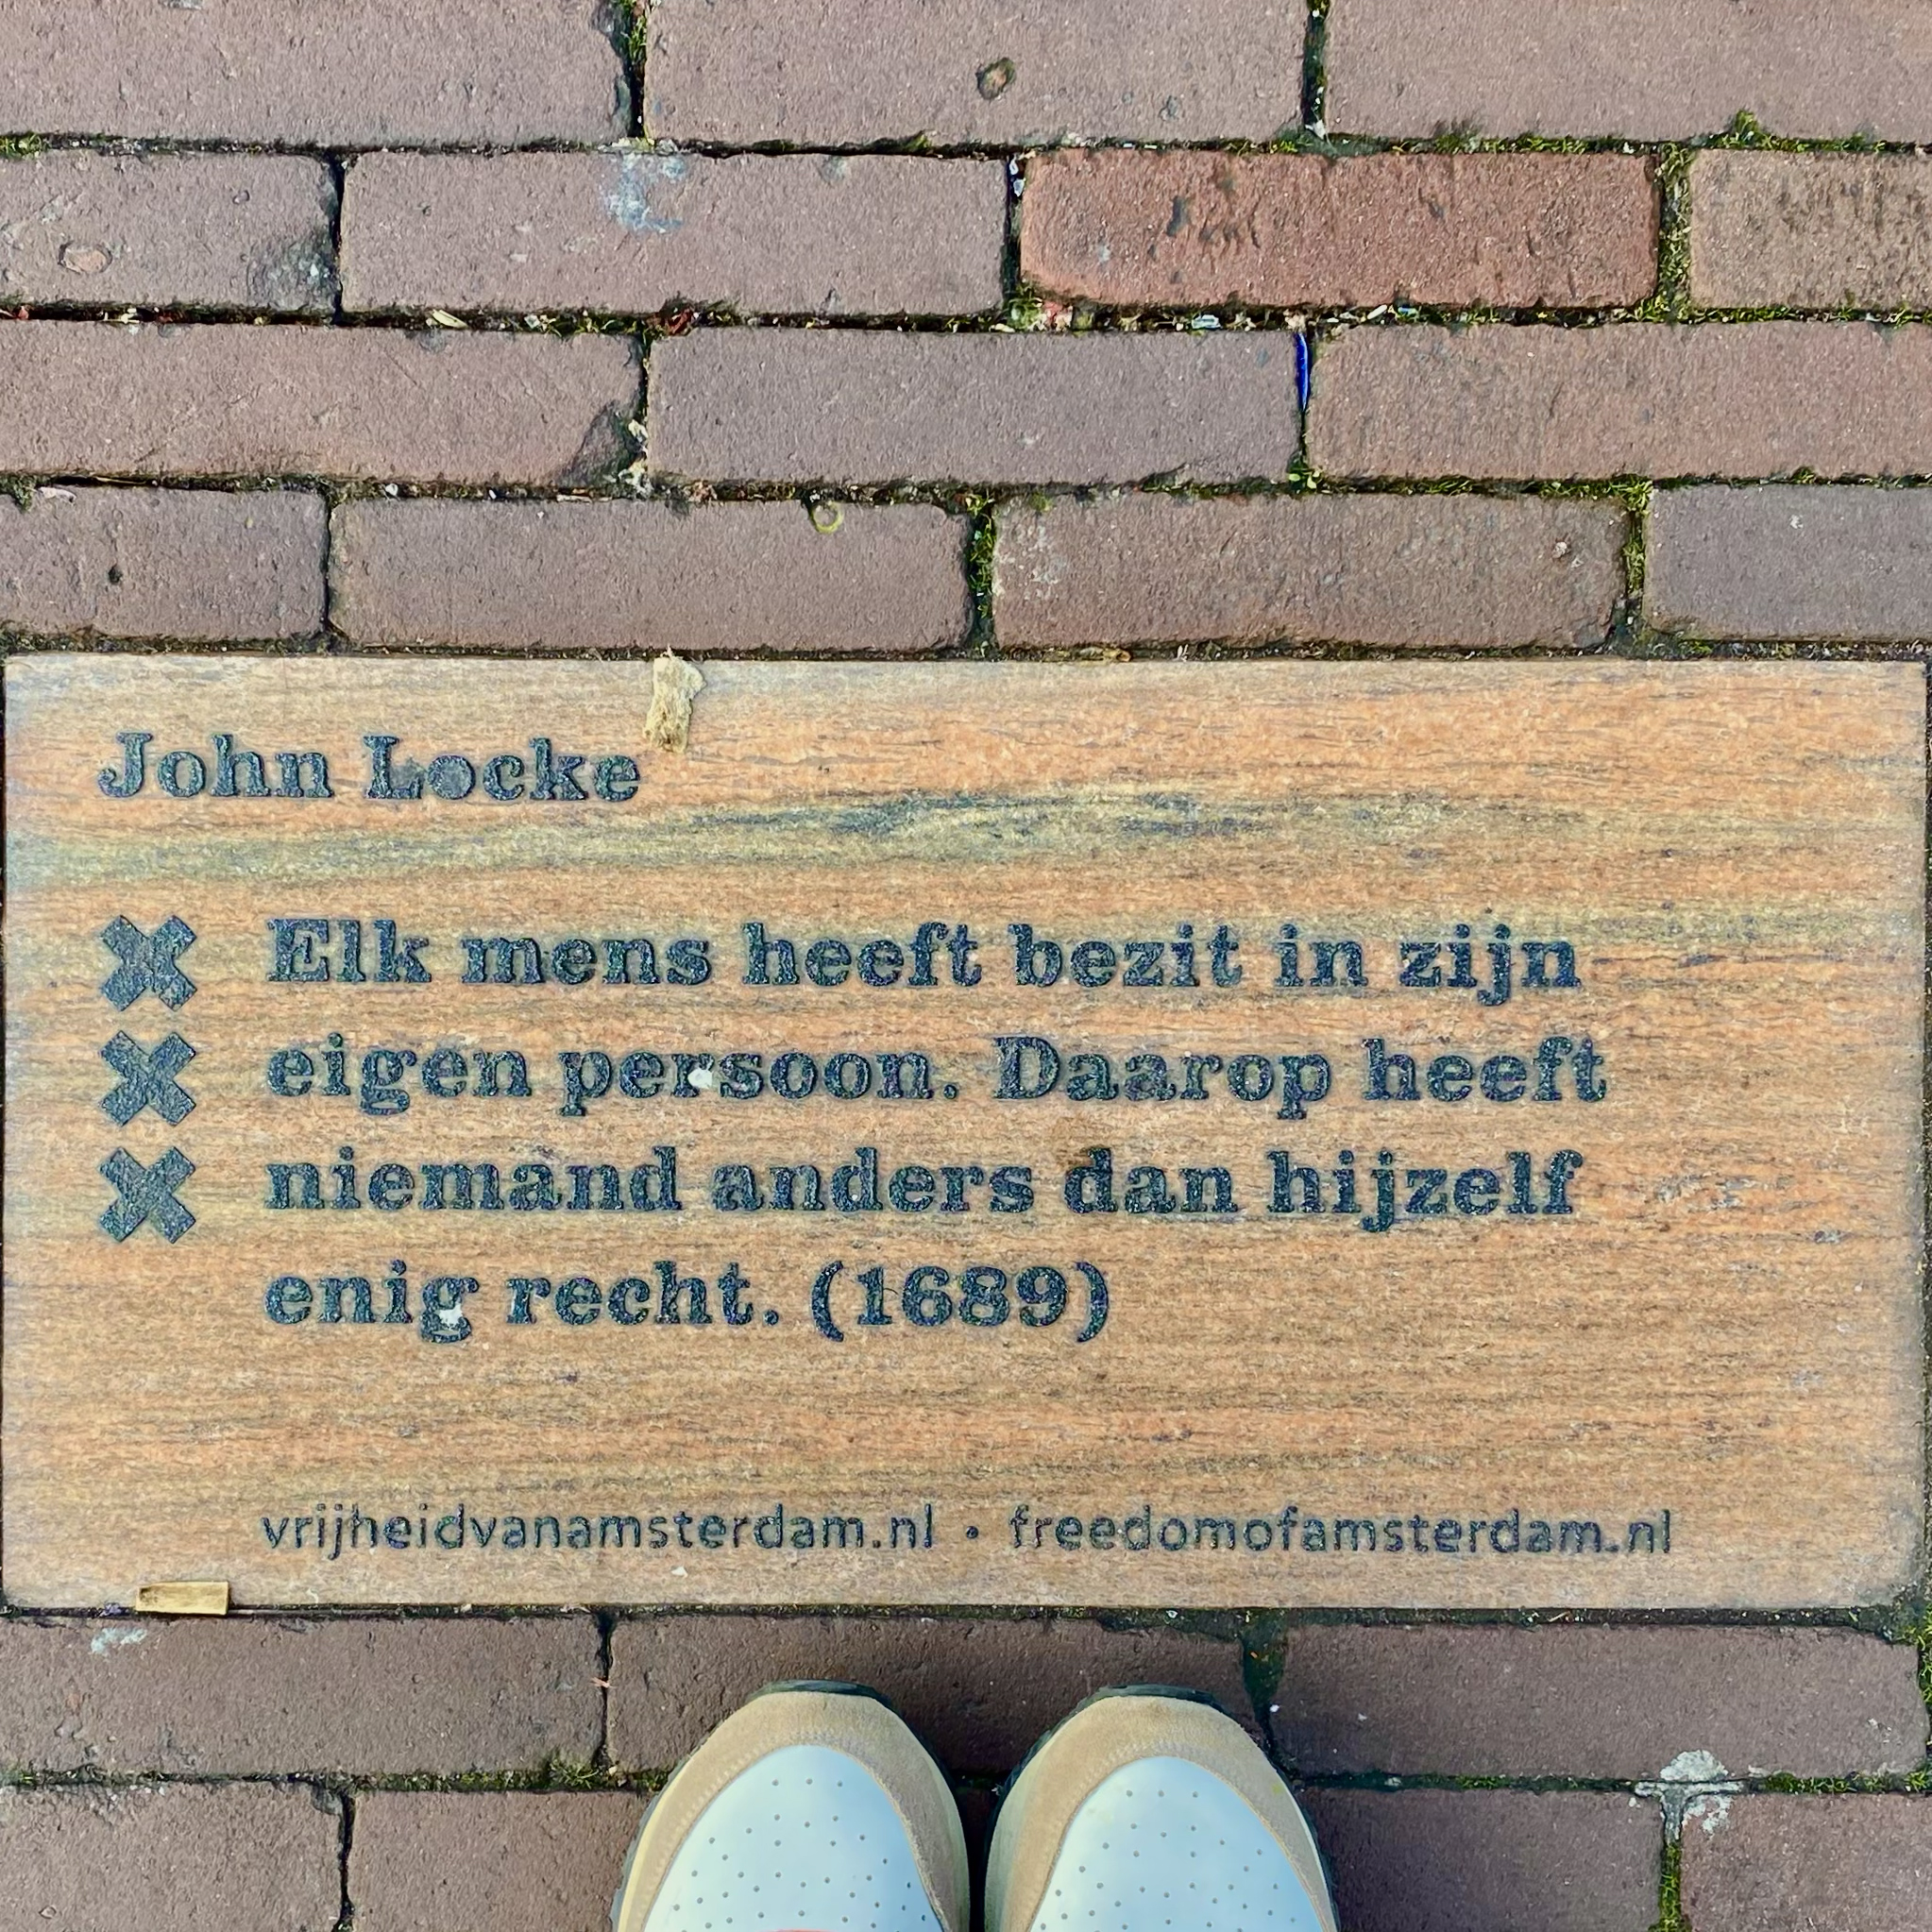 John Locke
Elk mens heeft bezit in zijn
eigen persoon. Daarop heeft
niemand anders dan hijzelf
enig recht. (1689)
vrijheidvanamsterdam.nl • freedomofamsterdam.nl